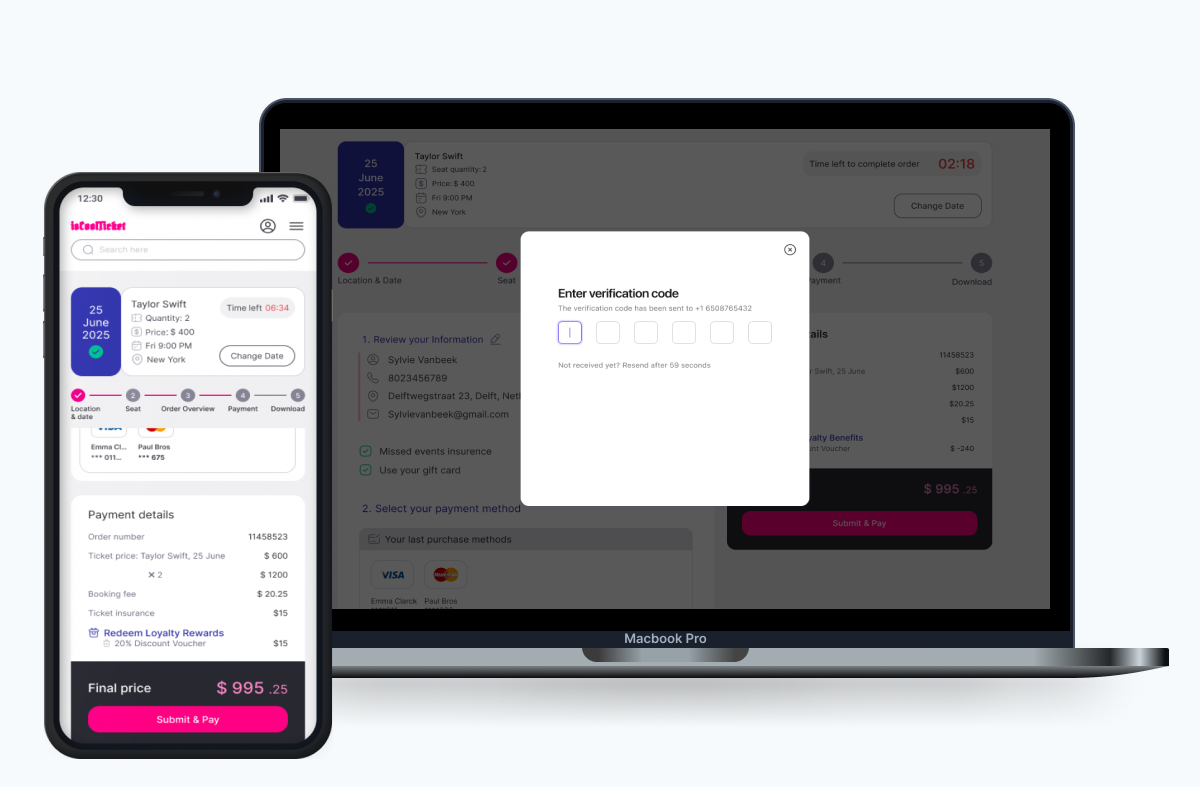 12:30
isCoolTicket
Search here
25
June
2025
Taylor Swift
Quantity: 2
Price: $ 400
Fri 9:00 PM
New York
Time left 06:34
Change Date
2
3
4
5
Location
& date
Seat
Order Overview
Payment
Download
VISA
Emma Cl...
*** 011...
Paul Bros
*** 675
Payment details
Order number 11458523
Ticket price: Taylor Swift, 25 June $ 600
✕ 2 $ 1200
Booking fee $ 20.25
Ticket insurance $15
Redeem Loyalty Rewards
20% Discount Voucher $15
Final price $ 995 .25
Submit & Pay
25
June
2025
Taylor Swift
Seat quantity: 2
Price: $ 400
Fri 9:00 PM
New York
Time left to complete order 02:18
Change Date
4
5
Location & Date
Seat
ayment
Download
1. Review your Information
Sylvie Vanbeek
8023456789
Delftwegstraat 23, Delft, Net
Sylvievanbeek@gmail.com
Missed events insurence
Use your gift card
2. Select your payment method
Your last purchase methods
VISA
Emma Clarck
Paul Bros
Enter verification code
The verification code has been sent to +1 6508765432
Not received yet? Resend after 59 seconds
ails
11458523
r Swift, 25 June $600
$1200
$20.25
$15
yalty Benefits
unt Voucher $ -240
$ 995 .25
Submit & Pay
Macbook Pro